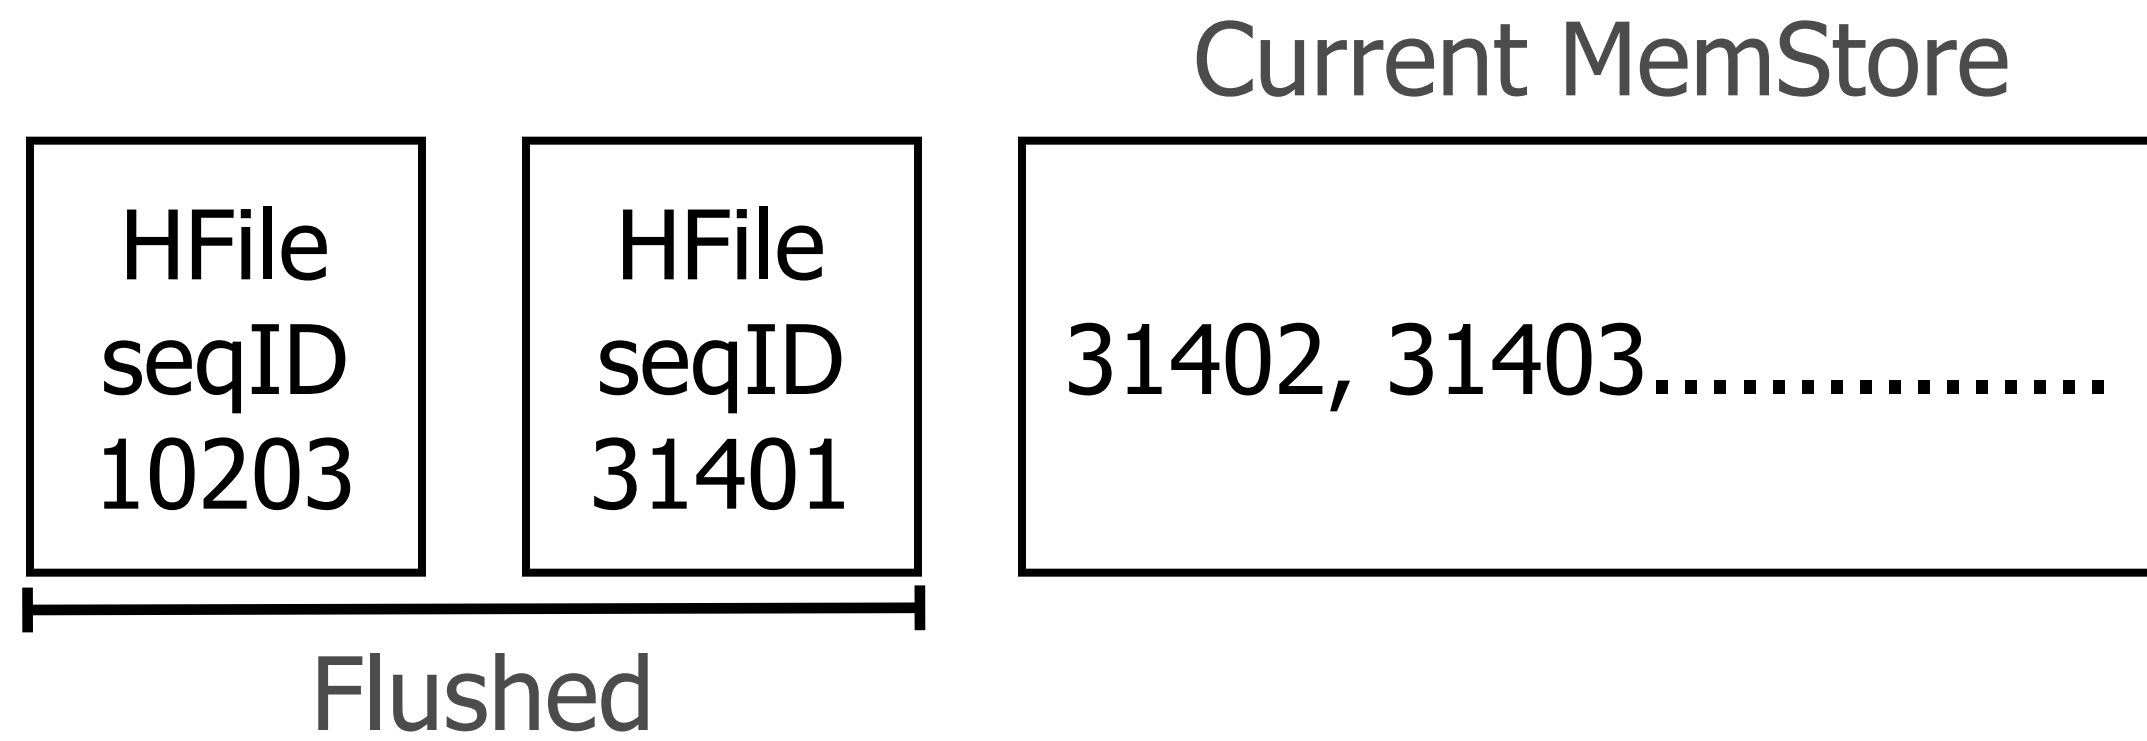 Current MemStore
HFile
seqID
10203
HFile
seqID
31401
31402, 31403................
Flushed